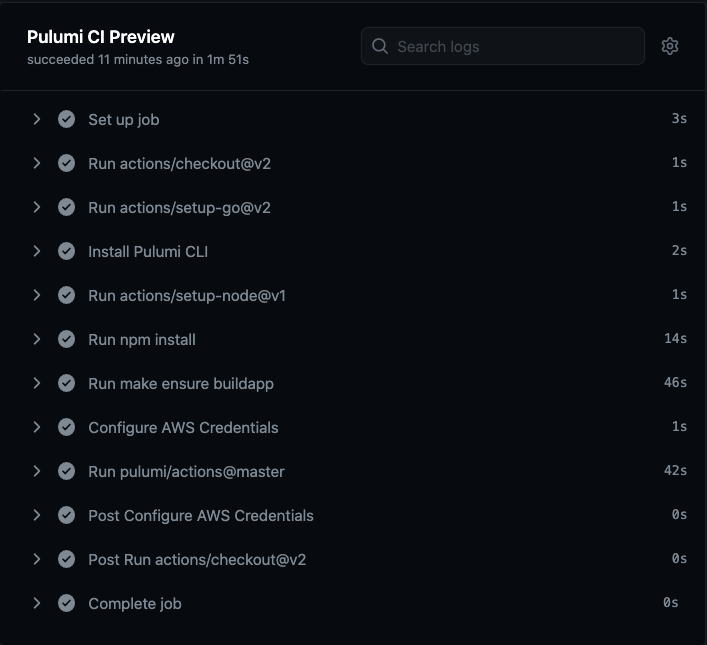 Pulumi CI Preview
succeeded 11 minutes ago in 1m 51s
Search logs
Set up job 3s
Run actions/checkout@v2 1s
Run actions/setup-go@v2 1s
Install Pulumi CLI 2s
Run actions/setup-node@v1 1s
Run npm install 14s
Run make ensure buildapp 46s
Configure AWS Credentials 1s
Run pulumi/actions@master 42s
Post Configure AWS Credentials 0s
Post Run actions/checkout@v2 0s
Complete job 0s